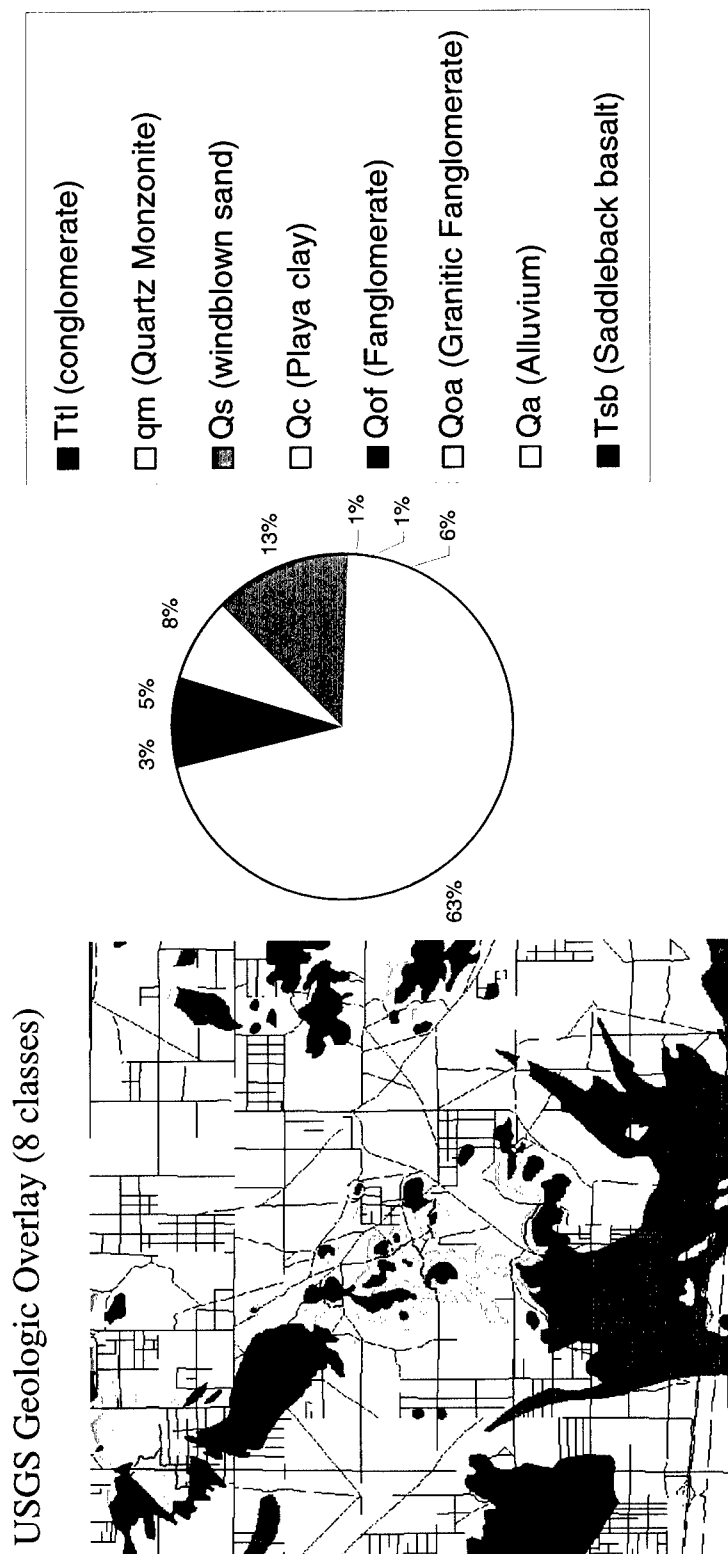 USGS Geologic Overlay (8 classes)
3%
5%
8%
13%
1%
1%
6%
63%
Ttl (conglomerate)
qm (Quartz Monzonite)
Qs (windblown sand)
Qc (Playa clay)
Qof (Fanglomerate)
Qoa (Granitic Fanglomerate)
Qa (Alluvium)
Tsb (Saddleback basalt)